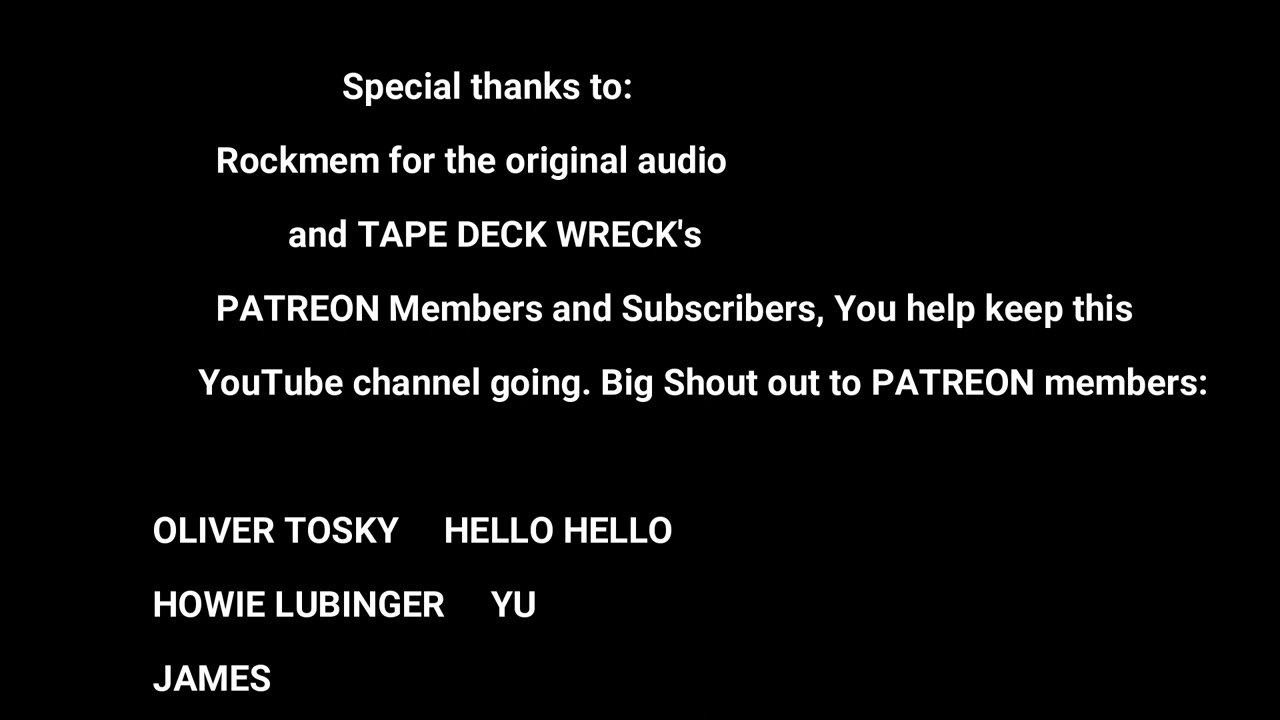 Special thanks to:
Rockmem for the original audio
and TAPE DECK WRECK's
PATREON Members and Subscribers, You help keep this
YouTube channel going. Big Shout out to PATREON members:
OLIVER TOSKY HELLO HELLO
HOWIE LUBINGER YU
JAMES